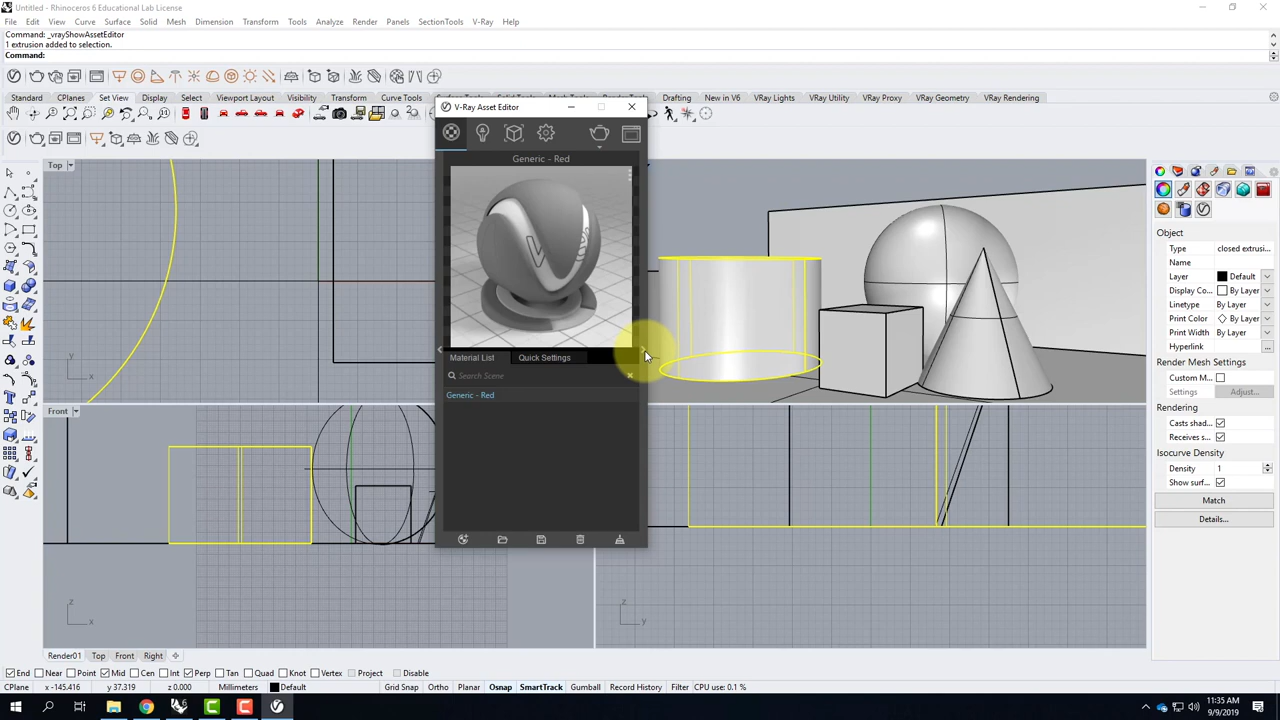 Untitled - Rhinoceros 6 Educational Lab License
File Edit View Curve Surface Solid Mesh Dimension Transform Tools Analyze Render Panels SectionTools V-Ray Help
Command: _vrayShowAssetEditor
1 extrusion added to selection.
Command:
Standard CPlanes Set View Display Select Viewport Layout Visibility Transform Curve Tools Drafting New in V6 VRay Lights VRay Utility VRay Proxy VRay Geometry VRay Rendering
V-Ray Asset Editor
Generic - Red
Material List Quick Settings
Search Scene
Generic - Red
Top
y
x
Front
z
x
z
y
Object
Type closed extrusi...
Name
Layer Default
Display Co... By Layer
Linetype By Layer
Print Color By Layer
Print Width By Layer
Hyperlink ...
Render Mesh Settings
Custom M...
Settings Adjust...
Rendering
Casts shad...
Receives s...
Isocurve Density
Density 1
Show surf...
Match
Details...
Render01 Top Front Right
End Near Point Mid Cen Int Perp Tan Quad Knot Vertex Project Disable
CPlane x -145.416 y 37.319 z 0.000 Millimeters Default Grid Snap Ortho Planar Osnap SmartTrack Gumball Record History Filter CPU use: 0.1 %
11:35 AM
9/9/2019